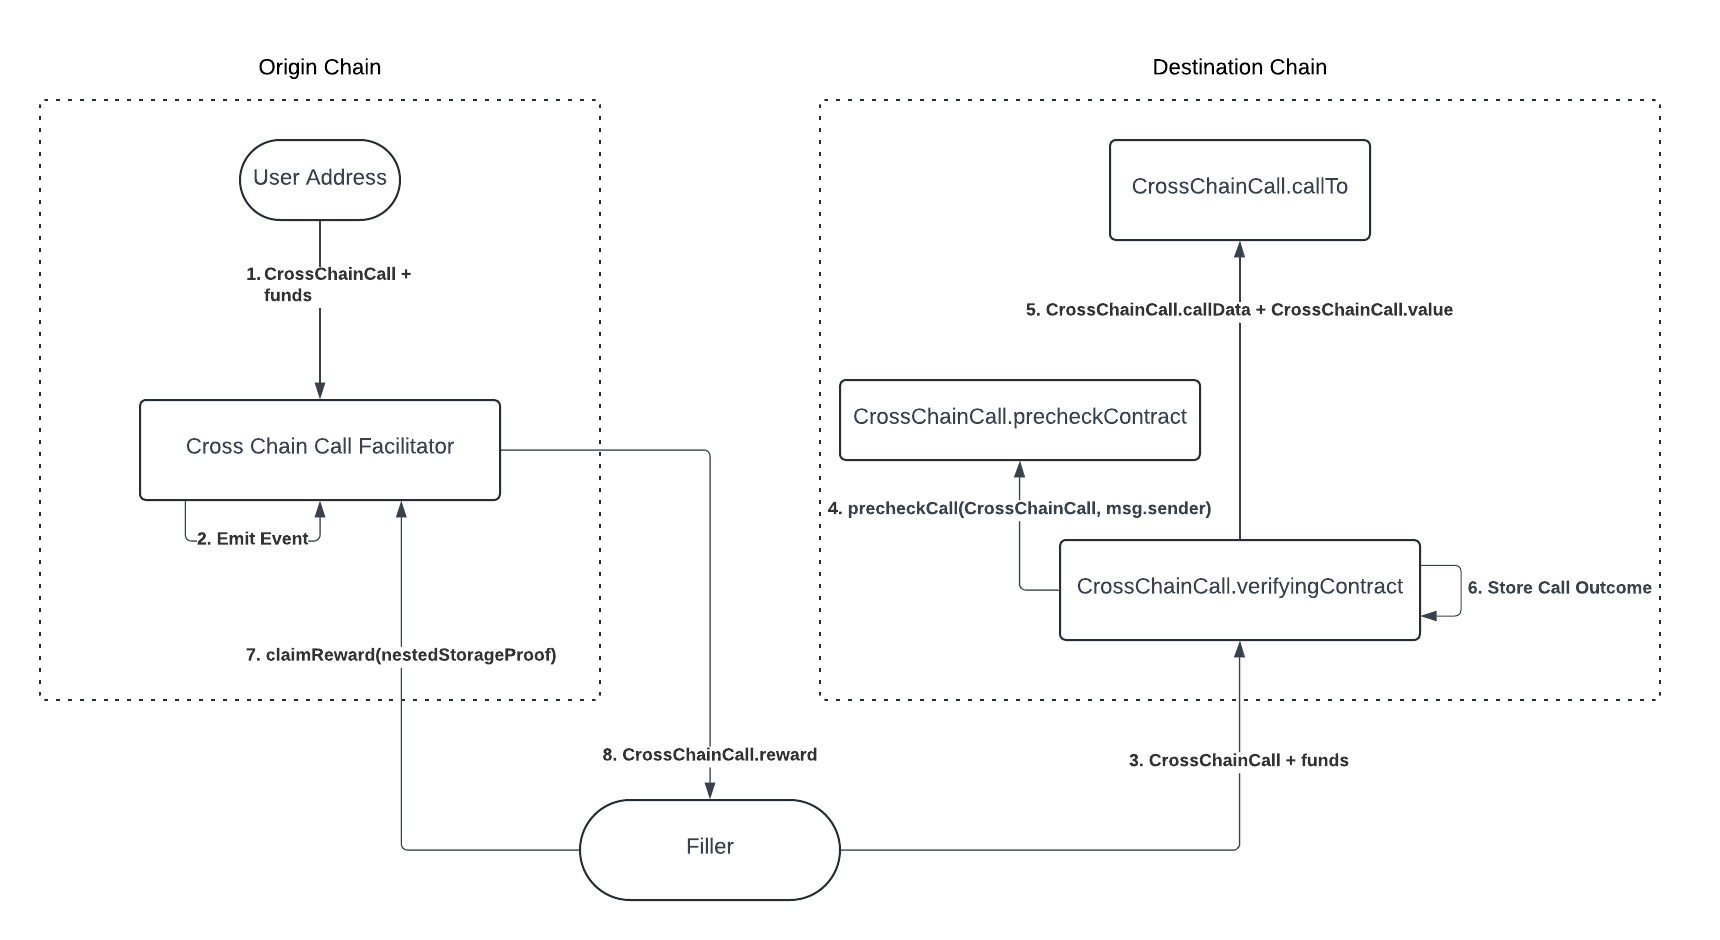 Origin Chain
Destination Chain
User Address
CrossChainCall.callTo
1. CrossChainCall +
funds
5. CrossChainCall.callData + CrossChainCall.value
CrossChainCall.precheckContract
Cross Chain Call Facilitator
4. precheckCall(CrossChainCall, msg.sender)
2. Emit Event
CrossChainCall.verifyingContract
6. Store Call Outcome
7. claimReward(nestedStorageProof)
8. CrossChainCall.reward
3. CrossChainCall + funds
Filler